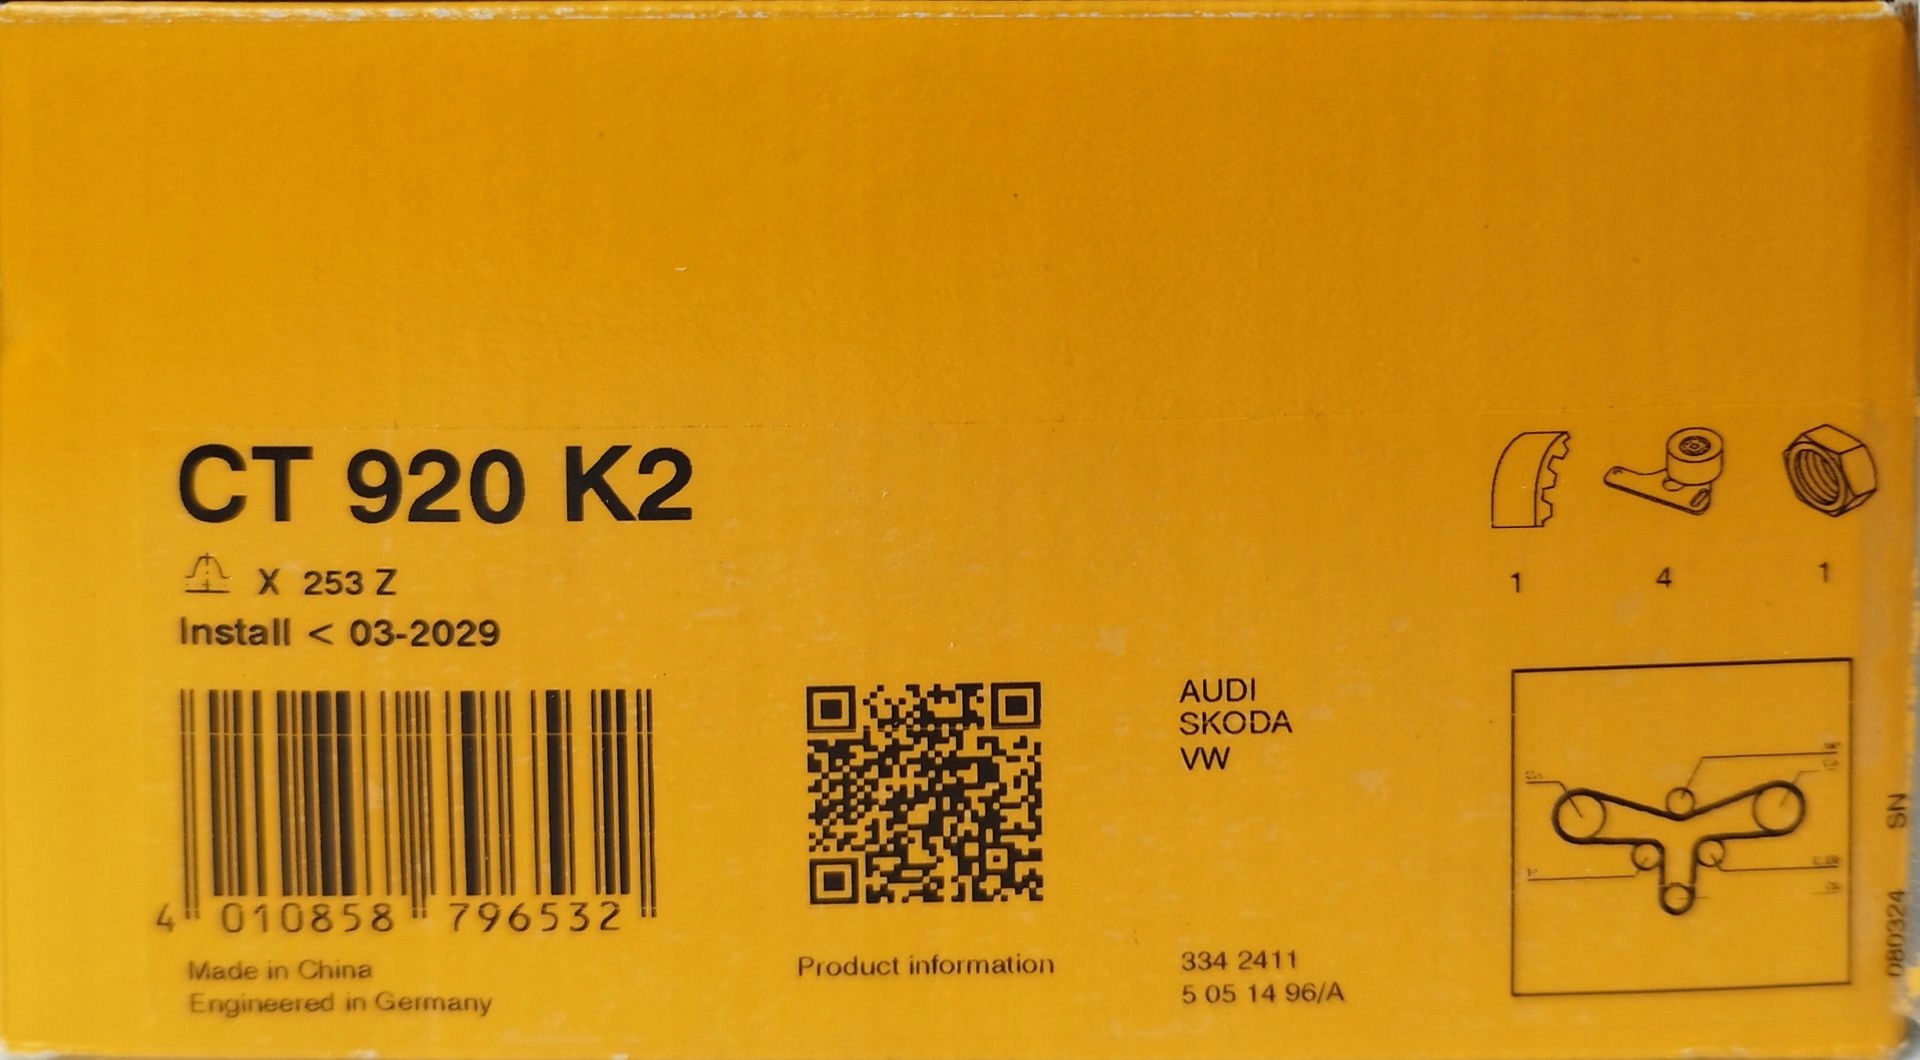 CT 920 K2
X 253 Z
Install < 03-2029
1
4
1
AUDI
SKODA
VW
4 010858 796532
Made in China
Engineered in Germany
Product information
334 2411
5 05 14 96/A
080324 SN